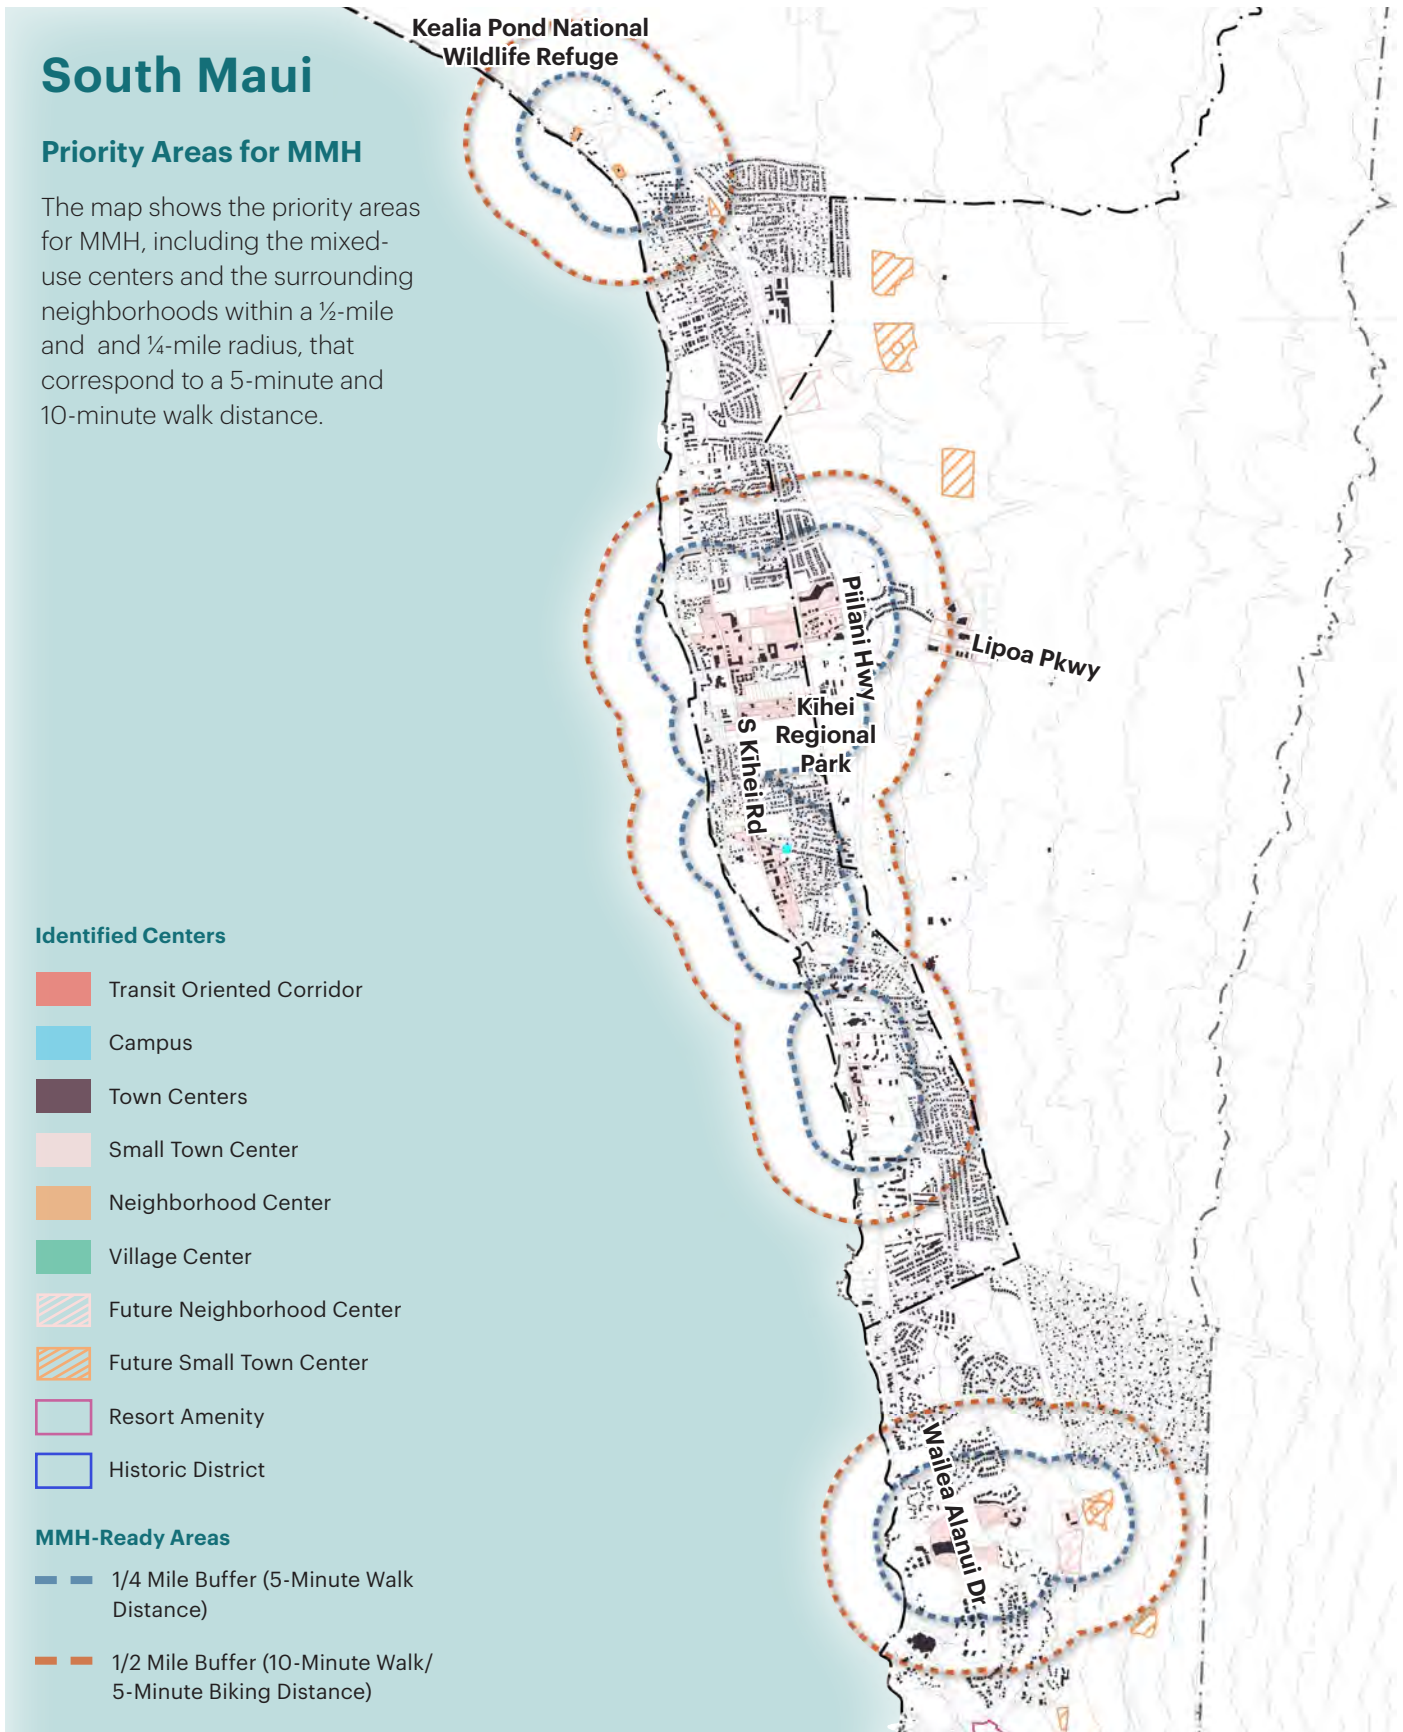 South Maui
Priority Areas for MMH
The map shows the priority areas
for MMH, including the mixed-
use centers and the surrounding
neighborhoods within a ½-mile
and  and ¼-mile radius, that
correspond to a 5-minute and
10-minute walk distance.
Kealia Pond National
Wildlife Refuge
Piilani Hwy
Lipoa Pkwy
Kīhei
Regional
Park
S Kīhei Rd
Wailea Alanui Dr
Identified Centers
Transit Oriented Corridor
Campus
Town Centers
Small Town Center
Neighborhood Center
Village Center
Future Neighborhood Center
Future Small Town Center
Resort Amenity
Historic District
MMH-Ready Areas
1/4 Mile Buffer (5-Minute Walk
Distance)
1/2 Mile Buffer (10-Minute Walk/
5-Minute Biking Distance)